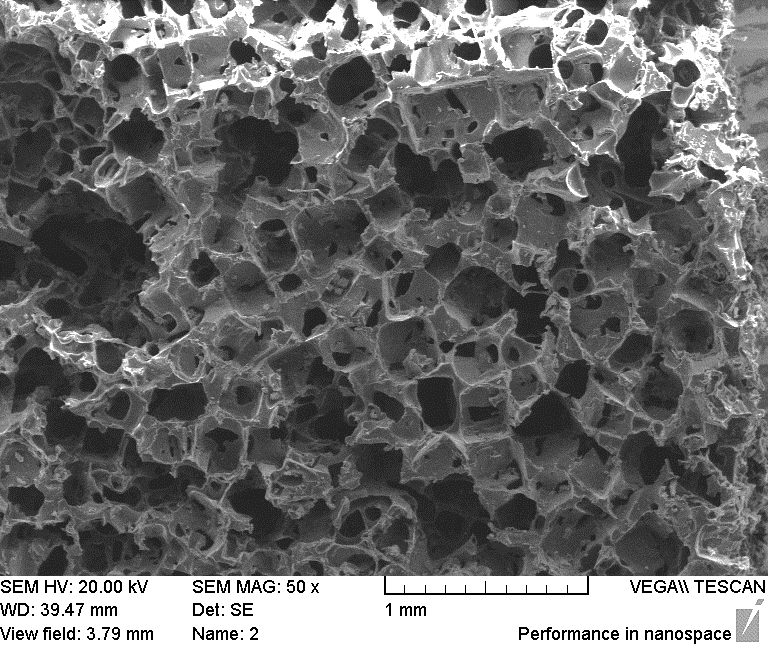 SEM HV: 20.00 kV SEM MAG: 50 x VEGA\\ TESCAN
WD: 39.47 mm Det: SE 1 mm
View field: 3.79 mm Name: 2 Performance in nanospace